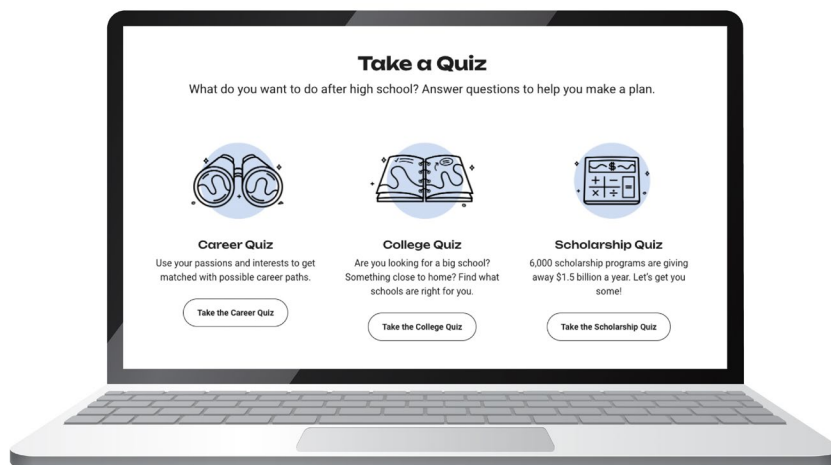 Take a Quiz
What do you want to do after high school? Answer questions to help you make a plan.
$
Career Quiz
Use your passions and interests to get
matched with possible career paths.
Take the Career Quiz
College Quiz
Are you looking for a big school?
Something close to home? Find what
schools are right for you.
Take the College Quiz
Scholarship Quiz
6,000 scholarship programs are giving
away $1.5 billion a year. Let's get you
some!
Take the Scholarship Quiz